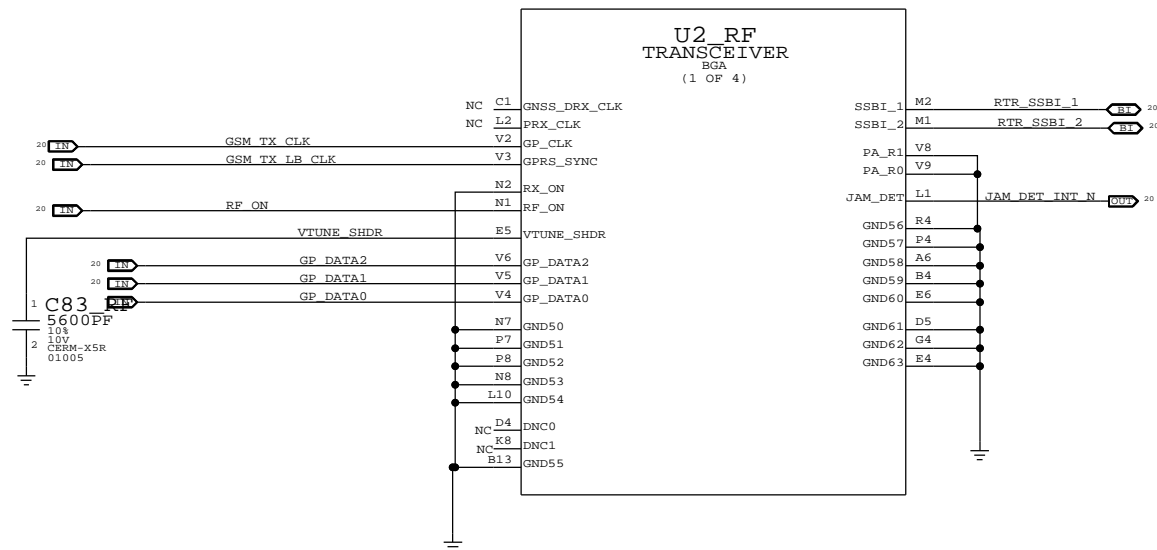 U2_RF
TRANSCEIVER
BGA
(1 OF 4)
NC C1 GNSS_DRX_CLK
NC L2 PRX_CLK
20 IN GSM_TX_CLK V2 GP_CLK
20 IN GSM_TX_LB_CLK V3 GPRS_SYNC
N2 RX_ON
20 IN RF_ON N1 RF_ON
VTUNE_SHDR E5 VTUNE_SHDR
20 IN GP_DATA2 V6 GP_DATA2
20 IN GP_DATA1 V5 GP_DATA1
20 IN GP_DATA0 V4 GP_DATA0
1 C83_RF
5600PF
10%
10V
2 CERM-X5R
01005
N7 GND50
P7 GND51
P8 GND52
N8 GND53
L10 GND54
NC D4 DNC0
NC K8 DNC1
B13 GND55
SSBI_1 M2 RTR_SSBI_1 BI 20
SSBI_2 M1 RTR_SSBI_2 BI 20
PA_R1 V8
PA_R0 V9
JAM_DET L1 JAM_DET_INT_N OUT 20
GND56 R4
GND57 P4
GND58 A6
GND59 B4
GND60 E6
GND61 D5
GND62 G4
GND63 E4